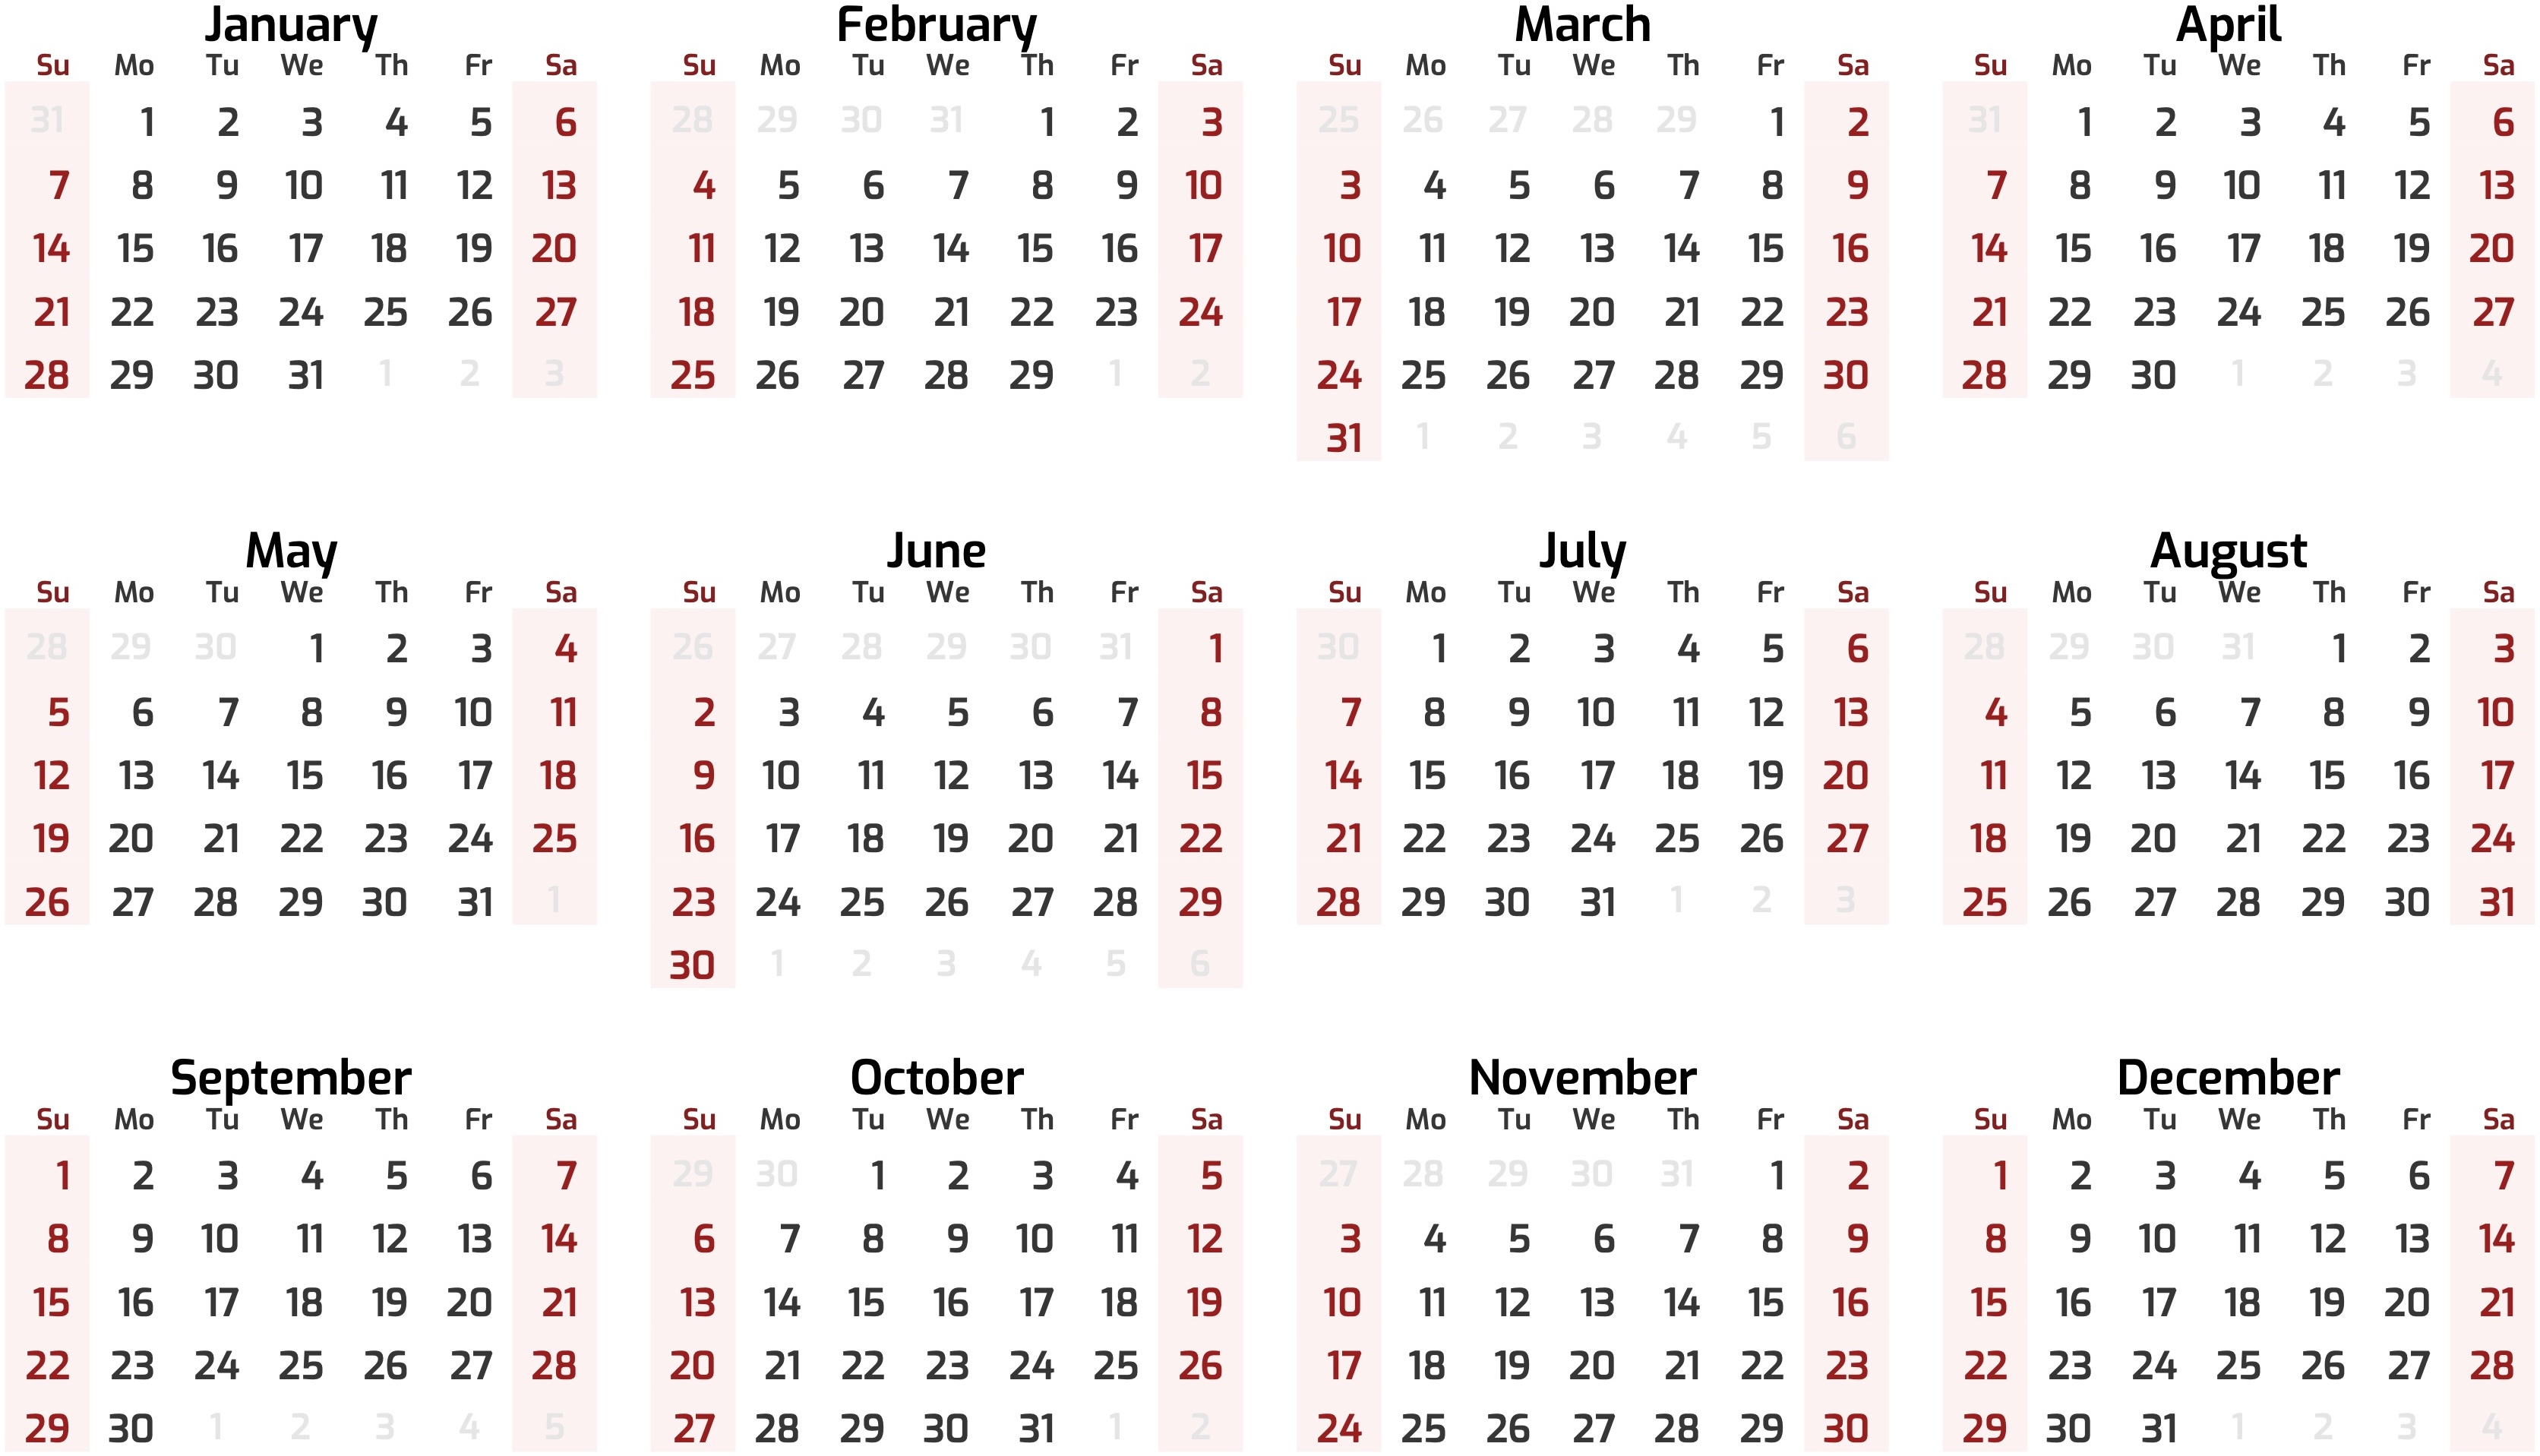 January February March April
Su Mo Tu We Th Fr Sa Su Mo Tu We Th Fr Sa Su Mo Tu We Th Fr Sa Su Mo Tu We Th Fr Sa
31 1 2 3 4 5 6 28 29 30 31 1 2 3 25 26 27 28 29 1 2 31 1 2 3 4 5 6
7 8 9 10 11 12 13 4 5 6 7 8 9 10 3 4 5 6 7 8 9 7 8 9 10 11 12 13
14 15 16 17 18 19 20 11 12 13 14 15 16 17 10 11 12 13 14 15 16 14 15 16 17 18 19 20
21 22 23 24 25 26 27 18 19 20 21 22 23 24 17 18 19 20 21 22 23 21 22 23 24 25 26 27
28 29 30 31 1 2 3 25 26 27 28 29 1 2 24 25 26 27 28 29 30 28 29 30 1 2 3 4
31 1 2 3 4 5 6
May June July August
Su Mo Tu We Th Fr Sa Su Mo Tu We Th Fr Sa Su Mo Tu We Th Fr Sa Su Mo Tu We Th Fr Sa
28 29 30 1 2 3 4 26 27 28 29 30 31 1 30 1 2 3 4 5 6 28 29 30 31 1 2 3
5 6 7 8 9 10 11 2 3 4 5 6 7 8 7 8 9 10 11 12 13 4 5 6 7 8 9 10
12 13 14 15 16 17 18 9 10 11 12 13 14 15 14 15 16 17 18 19 20 11 12 13 14 15 16 17
19 20 21 22 23 24 25 16 17 18 19 20 21 22 21 22 23 24 25 26 27 18 19 20 21 22 23 24
26 27 28 29 30 31 1 23 24 25 26 27 28 29 28 29 30 31 1 2 3 25 26 27 28 29 30 31
30 1 2 3 4 5 6
September October November December
Su Mo Tu We Th Fr Sa Su Mo Tu We Th Fr Sa Su Mo Tu We Th Fr Sa Su Mo Tu We Th Fr Sa
1 2 3 4 5 6 7 29 30 1 2 3 4 5 27 28 29 30 31 1 2 1 2 3 4 5 6 7
8 9 10 11 12 13 14 6 7 8 9 10 11 12 3 4 5 6 7 8 9 8 9 10 11 12 13 14
15 16 17 18 19 20 21 13 14 15 16 17 18 19 10 11 12 13 14 15 16 15 16 17 18 19 20 21
22 23 24 25 26 27 28 20 21 22 23 24 25 26 17 18 19 20 21 22 23 22 23 24 25 26 27 28
29 30 1 2 3 4 5 27 28 29 30 31 1 2 24 25 26 27 28 29 30 29 30 31 1 2 3 4